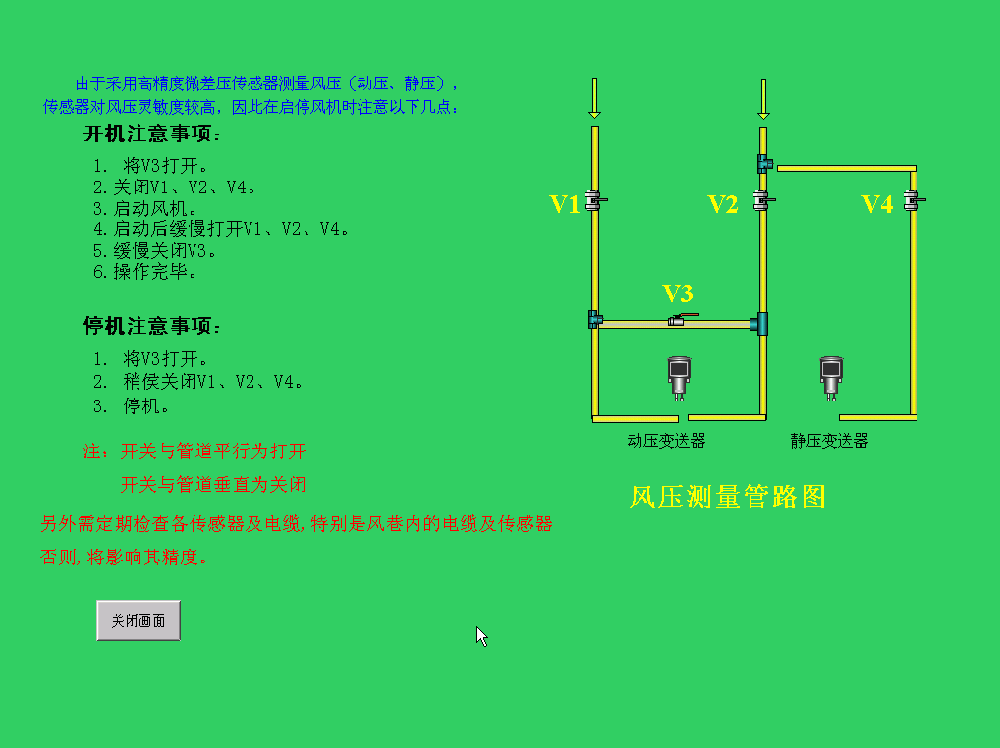 由于采用高精度微差压传感器测量风压（动压、静压），
传感器对风压灵敏度较高，因此在启停风机时注意以下几点：
开机注意事项：
1. 将V3打开。
2.关闭V1、V2、V4。
3.启动风机。
4.启动后缓慢打开V1、V2、V4。
5.缓慢关闭V3。
6.操作完毕。
停机注意事项：
1. 将V3打开。
2. 稍侯关闭V1、V2、V4。
3. 停机。
注：开关与管道平行为打开
开关与管道垂直为关闭
另外需定期检查各传感器及电缆,特别是风巷内的电缆及传感器
否则,将影响其精度。
关闭画面
V1
V2
V4
V3
动压变送器
静压变送器
风压测量管路图